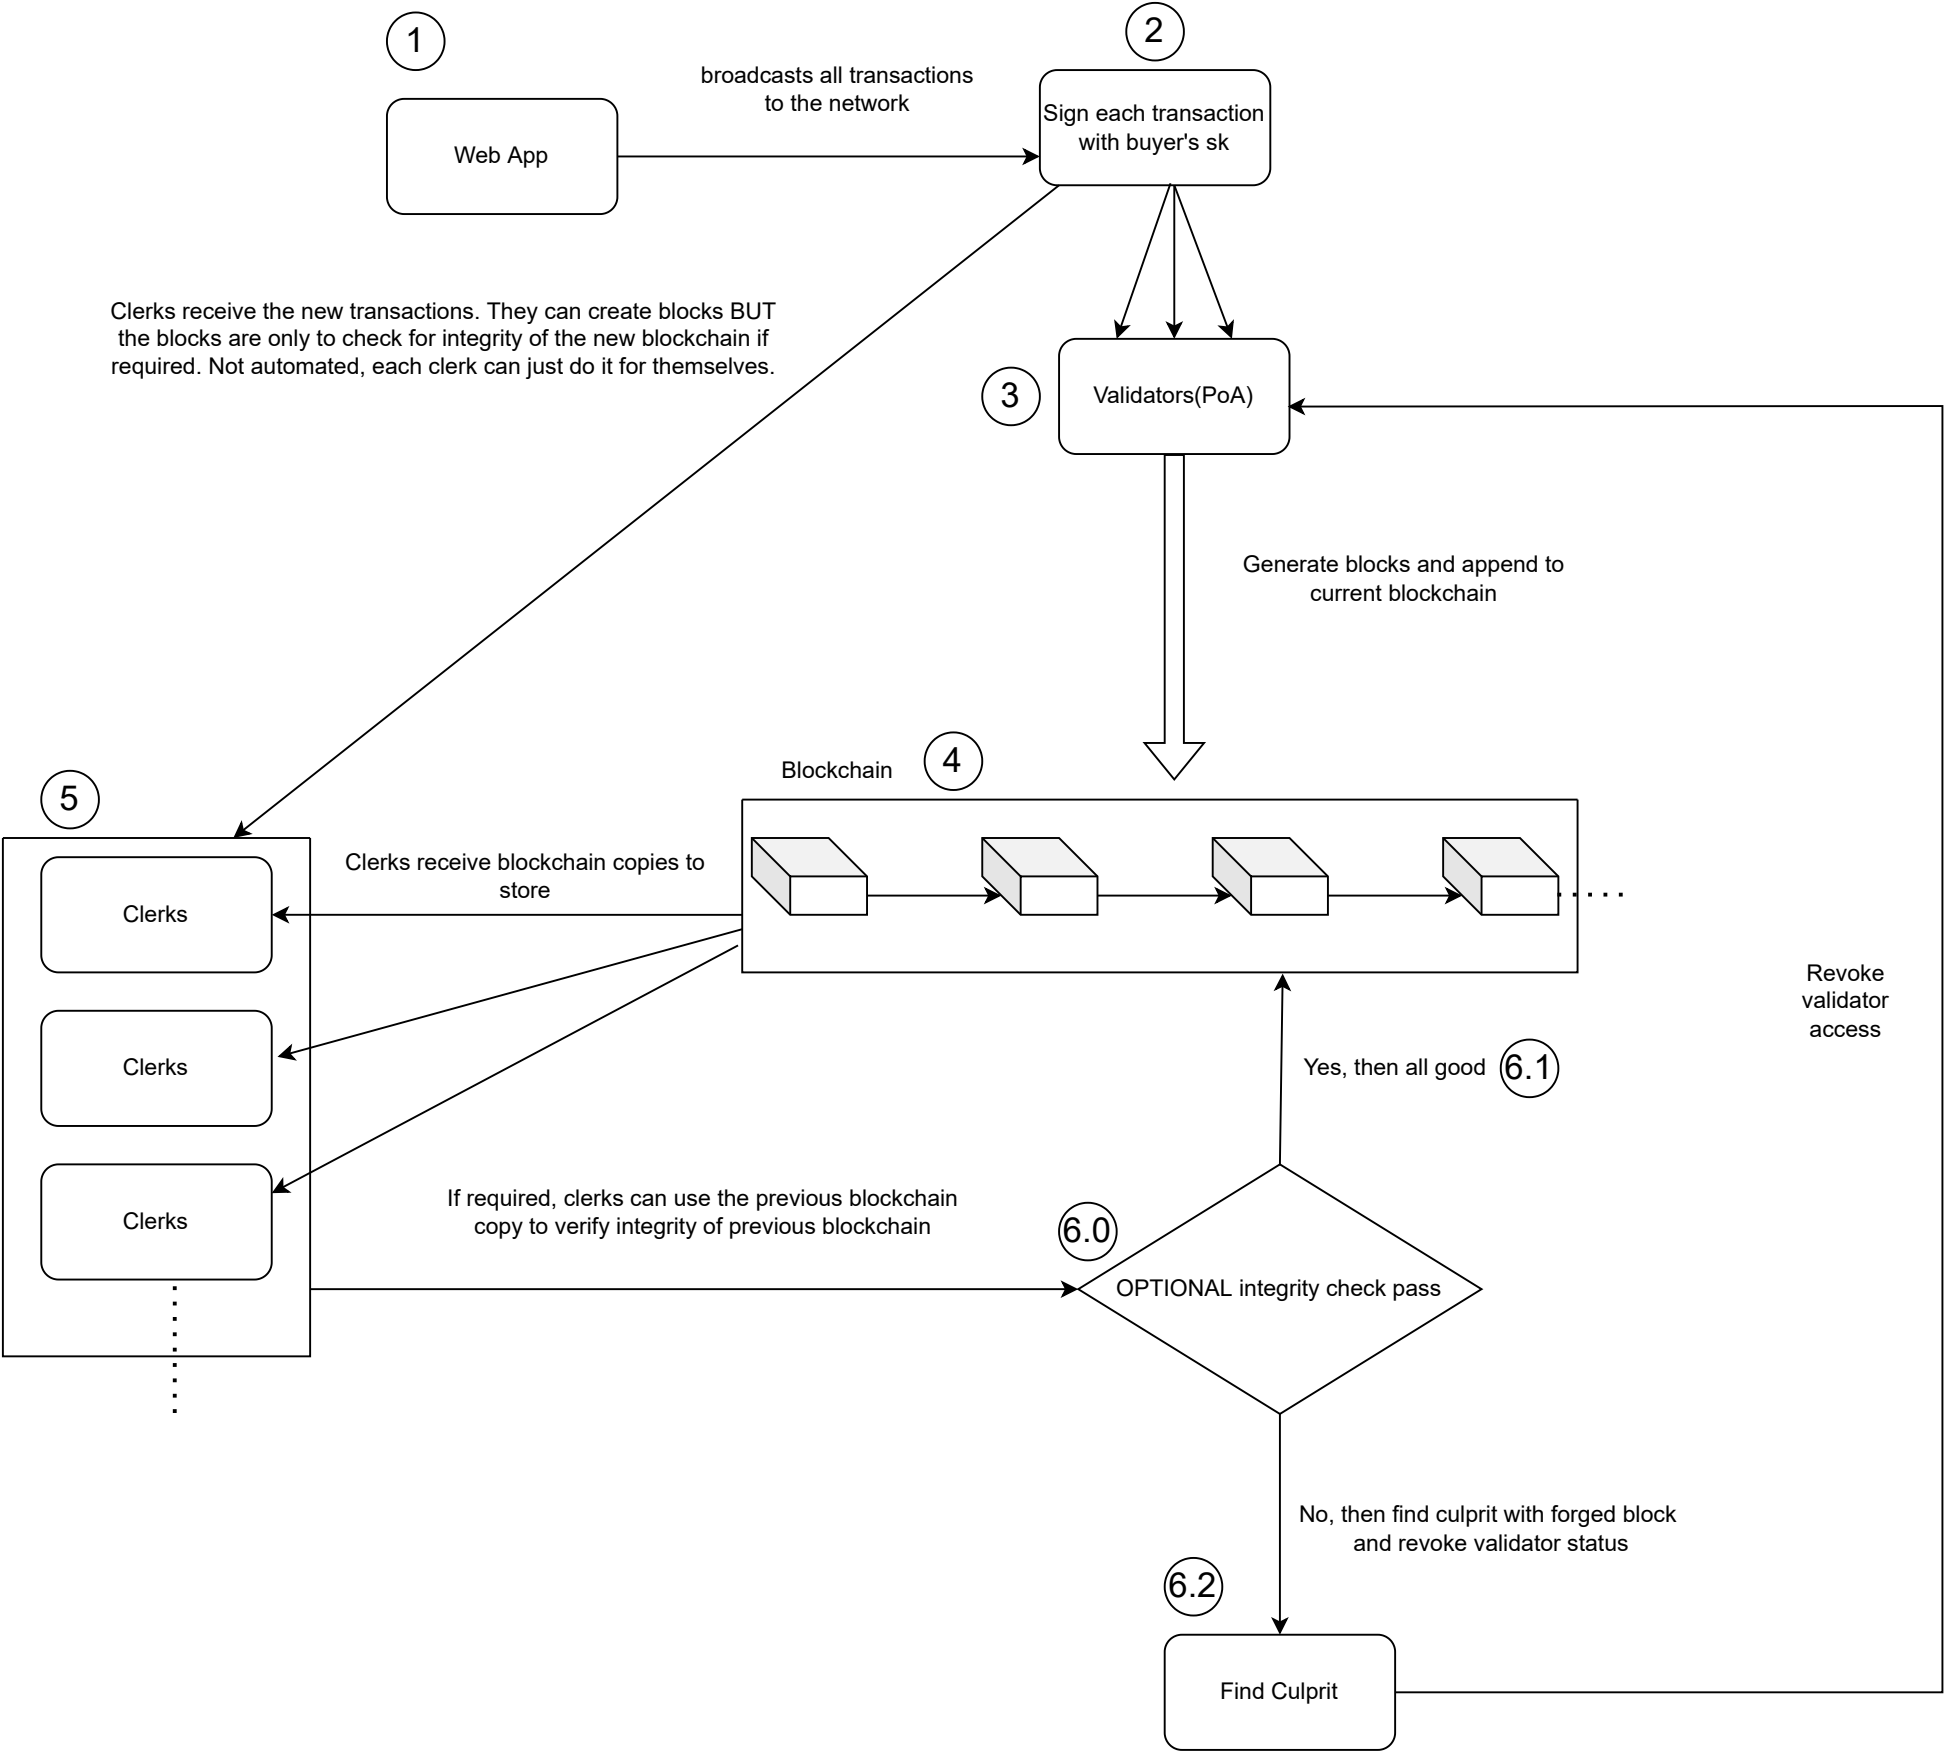 1
2
broadcasts all transactions
to the network
Web App
Sign each transaction
with buyer's sk
Clerks receive the new transactions. They can create blocks BUT
the blocks are only to check for integrity of the new blockchain if
required. Not automated, each clerk can just do it for themselves.
3
Validators(PoA)
Generate blocks and append to
current blockchain
Blockchain
4
5
Clerks receive blockchain copies to
store
Clerks
Clerks
Clerks
Revoke
validator
access
Yes, then all good
6.1
If required, clerks can use the previous blockchain
copy to verify integrity of previous blockchain
6.0
OPTIONAL integrity check pass
No, then find culprit with forged block
and revoke validator status
6.2
Find Culprit